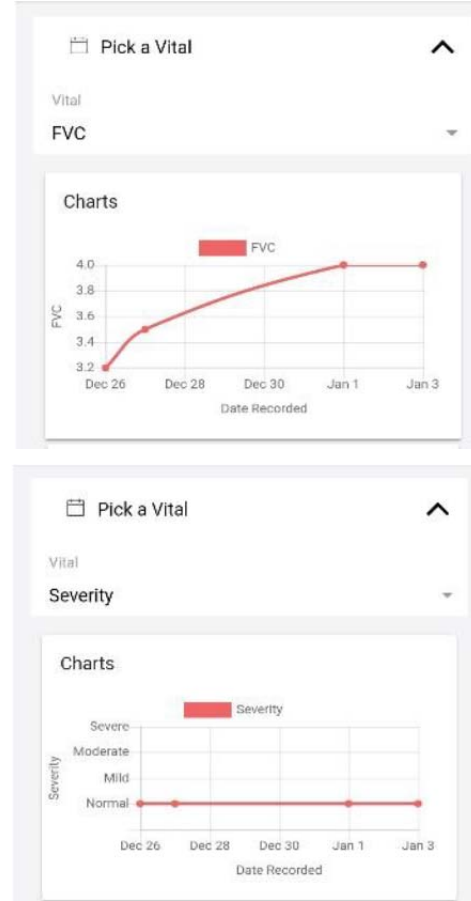 Pick a Vital
Vital
FVC
Charts
FVC
4.0
3.8
3.6
3.4
3.2
FVC
Dec 26 Dec 28 Dec 30 Jan 1 Jan 3
Date Recorded
Pick a Vital
Vital
Severity
Charts
Severity
Severe
Moderate
Mild
Normal
Severity
Dec 26 Dec 28 Dec 30 Jan 1 Jan 3
Date Recorded